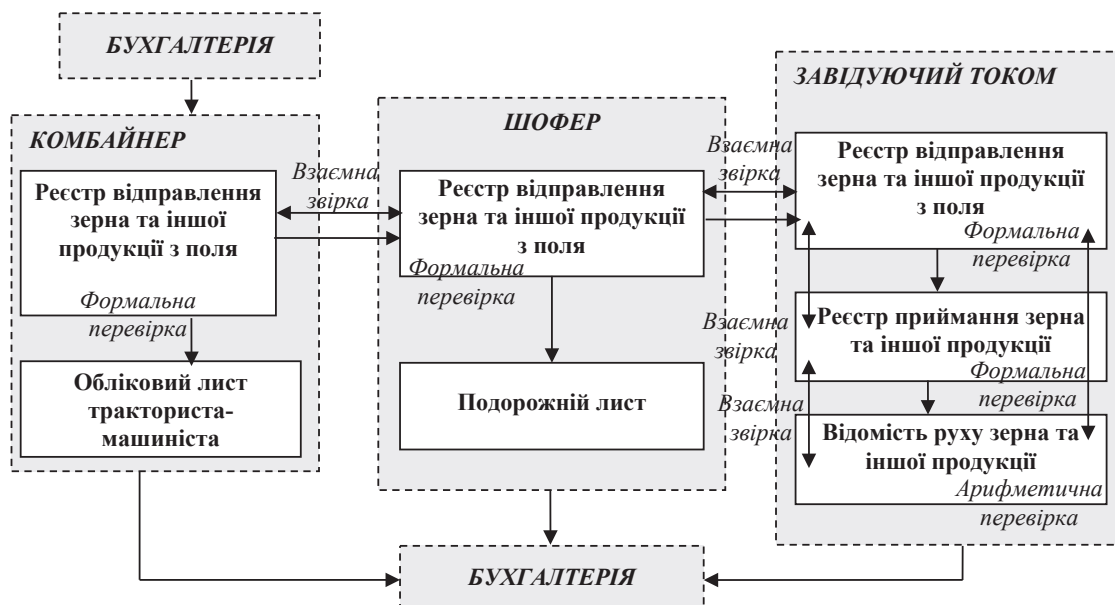 БУХГАЛТЕРІЯ
КОМБАЙНЕР
Реєстр відправлення
зерна та іншої
продукції з поля
Формальна
перевірка
Обліковий лист
тракториста-
машиніста
Взаємна
звірка
ШОФЕР
Реєстр відправлення
зерна та іншої продукції
з поля
Формальна
перевірка
Подорожній лист
Взаємна
звірка
ЗАВІДУЮЧИЙ ТОКОМ
Реєстр відправлення
зерна та іншої продукції
з поля
Формальна
перевірка
Взаємна
звірка
Реєстр приймання зерна
та іншої продукції
Формальна
перевірка
Взаємна
звірка
Відомість руху зерна та
іншої продукції
Арифметична
перевірка
БУХГАЛТЕРІЯ